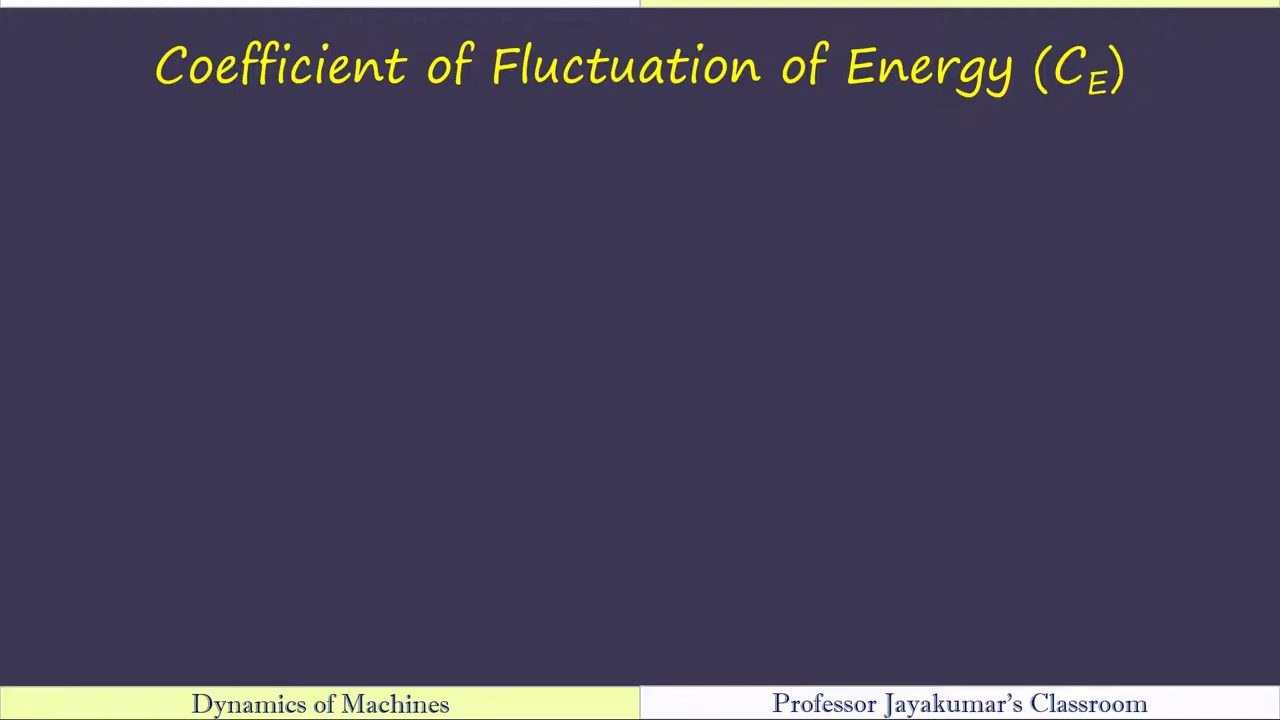 Coefficient of Fluctuation of Energy (C_E)
Dynamics of Machines
Professor Jayakumar's Classroom